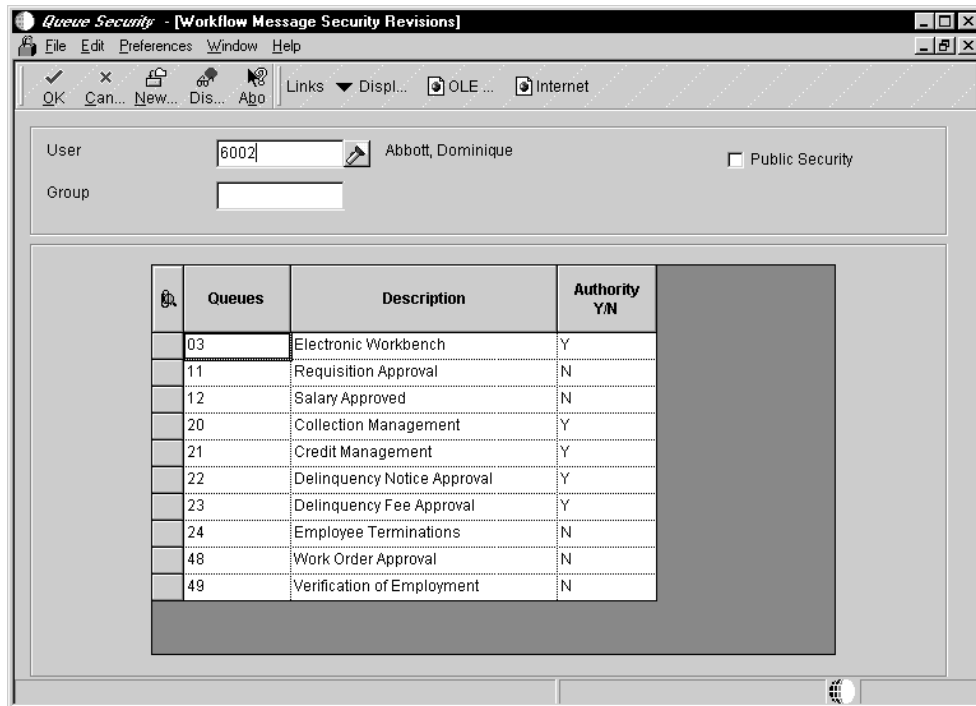 Queue Security - [Workflow Message Security Revisions]
File Edit Preferences Window Help
OK Can... New... Dis... Abo Links Displ... OLE ... Internet
User 6002 Abbott, Dominique Public Security
Group
Queues Description Authority Y/N
03 Electronic Workbench Y
11 Requisition Approval N
12 Salary Approved N
20 Collection Management Y
21 Credit Management Y
22 Delinquency Notice Approval Y
23 Delinquency Fee Approval Y
24 Employee Terminations N
48 Work Order Approval N
49 Verification of Employment N